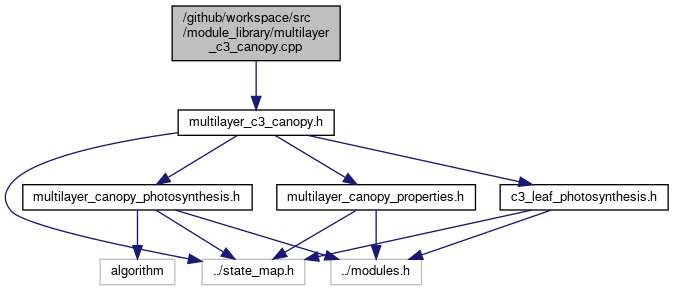 /github/workspace/src
/module_library/multilayer
_c3_canopy.cpp
multilayer_c3_canopy.h
multilayer_canopy_photosynthesis.h
multilayer_canopy_properties.h
c3_leaf_photosynthesis.h
algorithm
../state_map.h
../modules.h